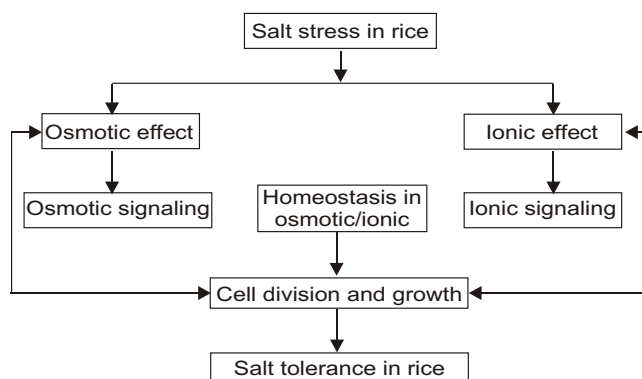 Salt stress in rice
Osmotic effect
Ionic effect
Osmotic signaling
Homeostasis in
osmotic/ionic
Ionic signaling
Cell division and growth
Salt tolerance in rice